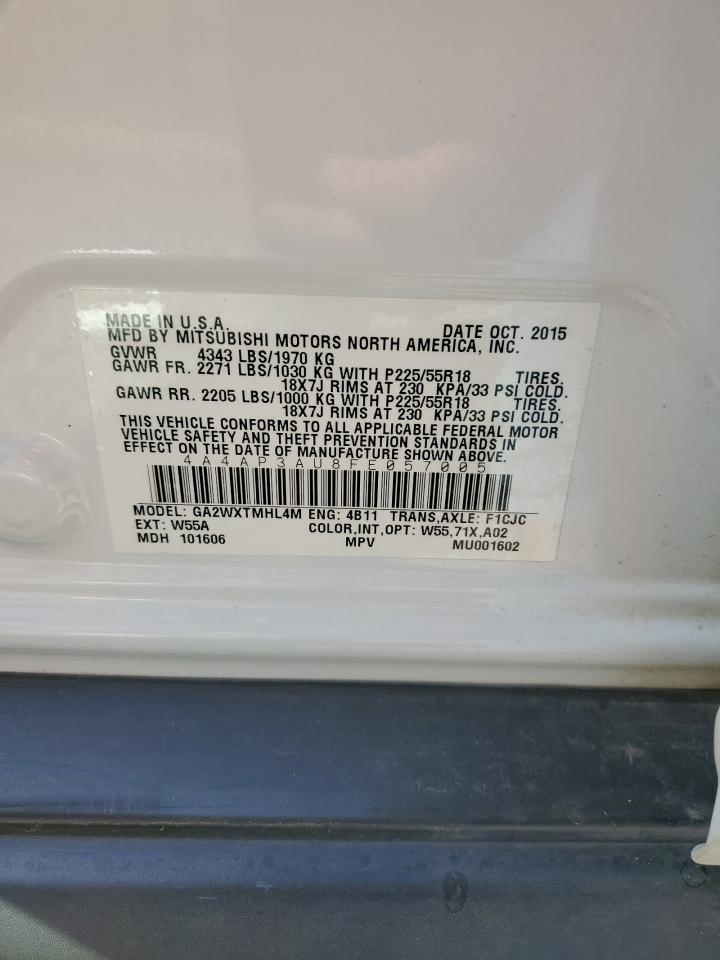 MADE IN U.S.A. DATE OCT. 2015
MFD BY MITSUBISHI MOTORS NORTH AMERICA, INC.
GVWR 4343 LBS/1970 KG
GAWR FR. 2271 LBS/1030 KG WITH P225/55R18 TIRES.
18X7J RIMS AT 230 KPA/33 PSI COLD.
GAWR RR. 2205 LBS/1000 KG WITH P225/55R18 TIRES.
18X7J RIMS AT 230 KPA/33 PSI COLD.
THIS VEHICLE CONFORMS TO ALL APPLICABLE FEDERAL MOTOR
VEHICLE SAFETY AND THEFT PREVENTION STANDARDS IN
EFFECT ON THE DATE OF MANUFACTURE SHOWN ABOVE.
4A4AP3AU8FE057005
MODEL: GA2WXTMHL4M ENG: 4B11 TRANS,AXLE: F1CJC
EXT: W55A COLOR,INT,OPT: W55,71X,A02
MDH 101606 MPV MU001602